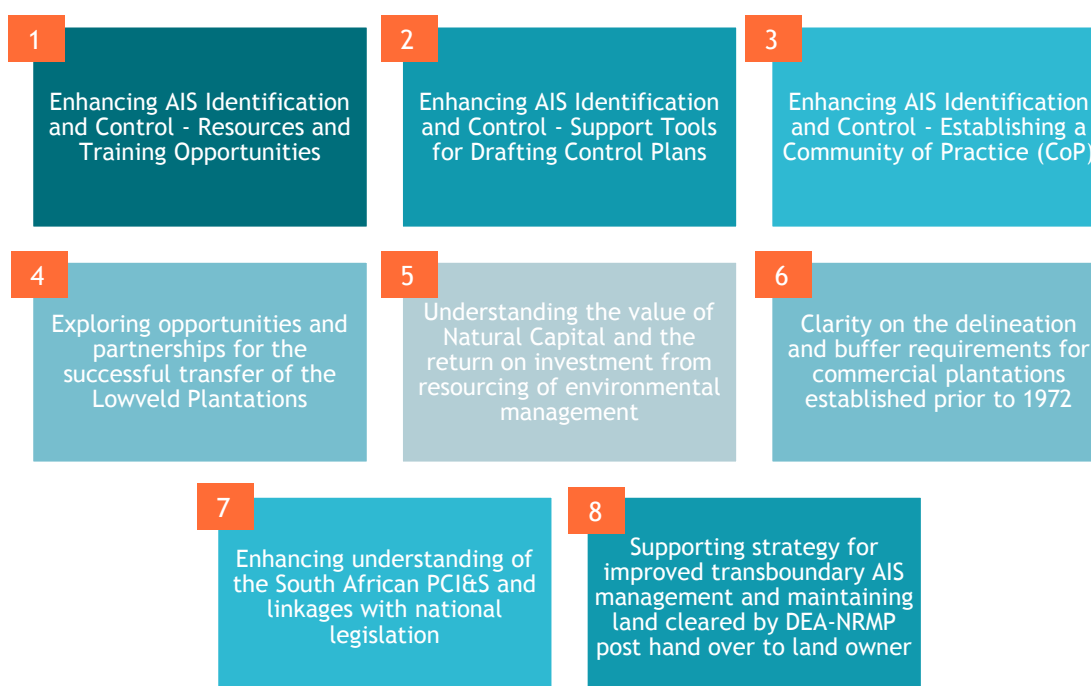 1
Enhancing AIS Identification
and Control - Resources and
Training Opportunities
2
Enhancing AIS Identification
and Control - Support Tools
for Drafting Control Plans
3
Enhancing AIS Identification
and Control - Establishing a
Community of Practice (CoP)
4
Exploring opportunities and
partnerships for the
successful transfer of the
Lowveld Plantations
5
Understanding the value of
Natural Capital and the
return on investment from
resourcing of environmental
management
6
Clarity on the delineation
and buffer requirements for
commercial plantations
established prior to 1972
7
Enhancing understanding of
the South African PCI&S and
linkages with national
legislation
8
Supporting strategy for
improved transboundary AIS
management and maintaining
land cleared by DEA-NRMP
post hand over to land owner